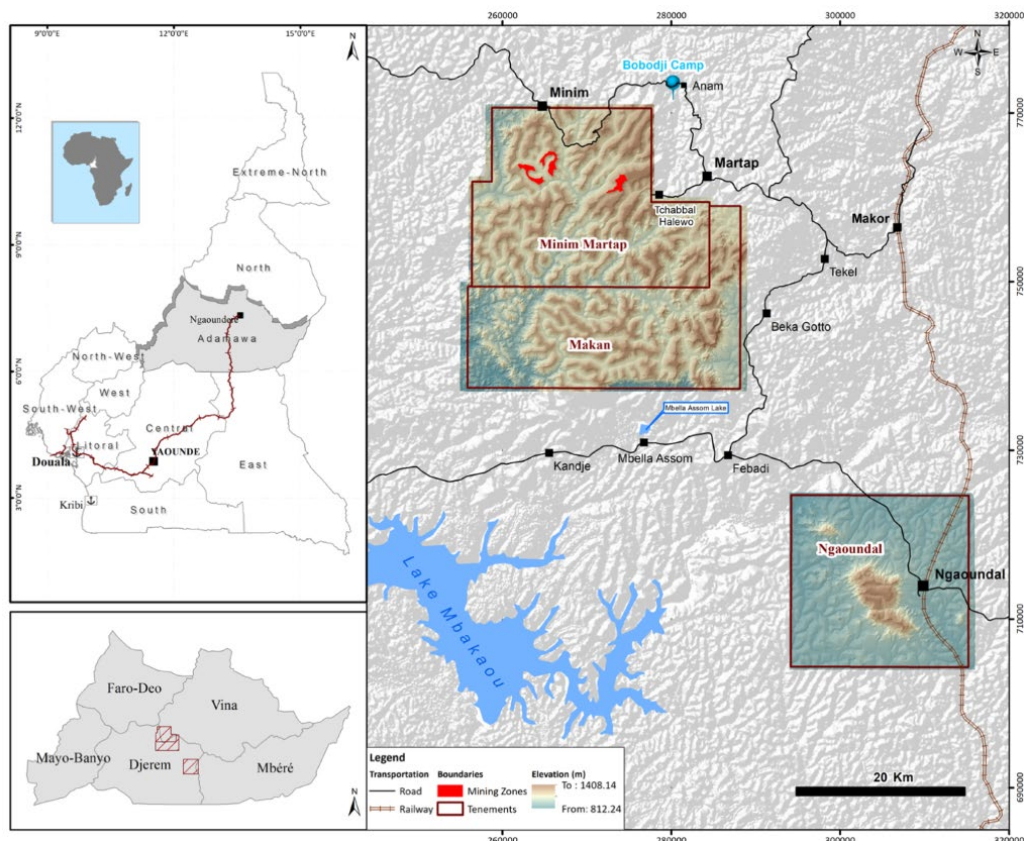 9°0'0"E
12°0'0"E
15°0'0"E
N
12°0'0"N
9°0'0"N
6°0'0"N
3°0'0"N
Extreme-North
North
Ngaoundere
Adamawa
North-West
West
South-West
Litoral
Central
YAOUNDE
Douala
East
Kribi
South
Faro-Deo
Vina
Mayo-Banyo
Djerem
Mbéré
N
260000
280000
300000
320000
N
W E
S
Bobodji Camp
Minim
Anam
770000
Martap
Tchabbal
Halewo
Makor
Minim Martap
Tekel
750000
Beka Gotto
Makan
Mbella Assom Lake
Kandje
Mbella Assom
Febadi
730000
Ngaoundal
Ngaoundal
Lake Mbakaou
710000
690000
20 Km
Legend
Transportation
Road
Railway
Boundaries
Mining Zones
Tenements
Elevation (m)
To : 1408.14
From: 812.24
260000
280000
300000
320000